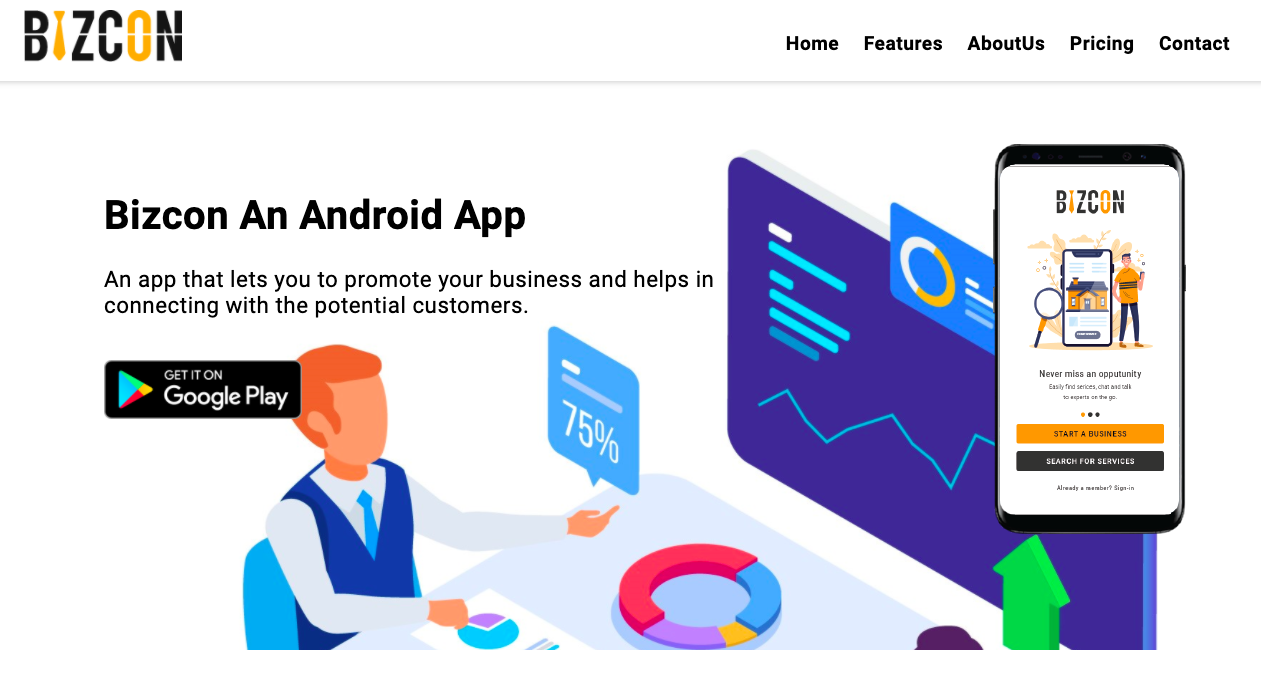 BIZCON
Home Features AboutUs Pricing Contact
Bizcon An Android App
An app that lets you to promote your business and helps in
connecting with the potential customers.
GET IT ON
Google Play
75%
BIZCON
Never miss an opputunity
Easily find serices, chat and talk
to experts on the go.
START A BUSINESS
SEARCH FOR SERVICES
Already a member? Sign-in